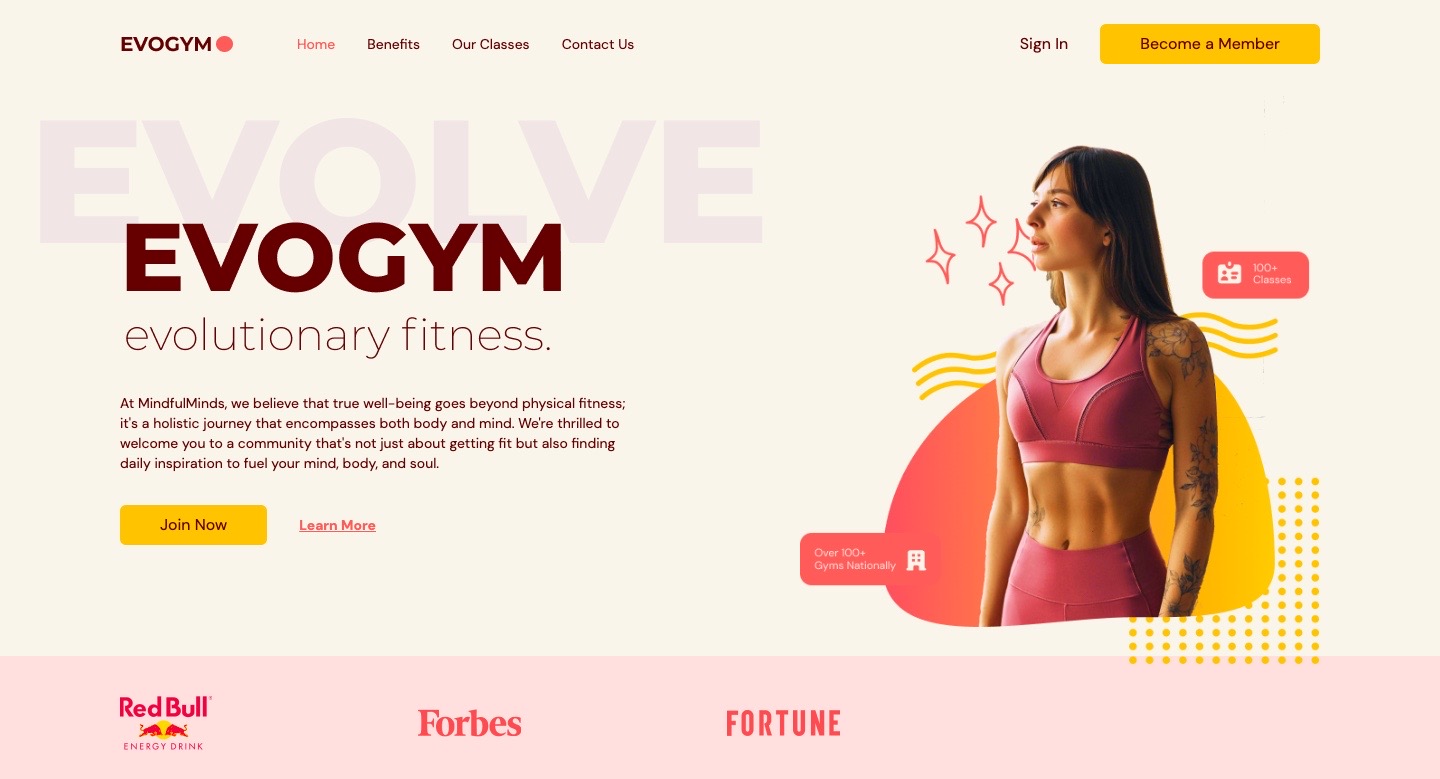 EVOGYM
Home Benefits Our Classes Contact Us
Sign In Become a Member
EVOLVE
EVOGYM
evolutionary fitness.
At MindfulMinds, we believe that true well-being goes beyond physical fitness;
it's a holistic journey that encompasses both body and mind. We're thrilled to
welcome you to a community that's not just about getting fit but also finding
daily inspiration to fuel your mind, body, and soul.
Join Now Learn More
100+
Classes
Over 100+
Gyms Nationally
Red Bull
ENERGY DRINK
Forbes
FORTUNE